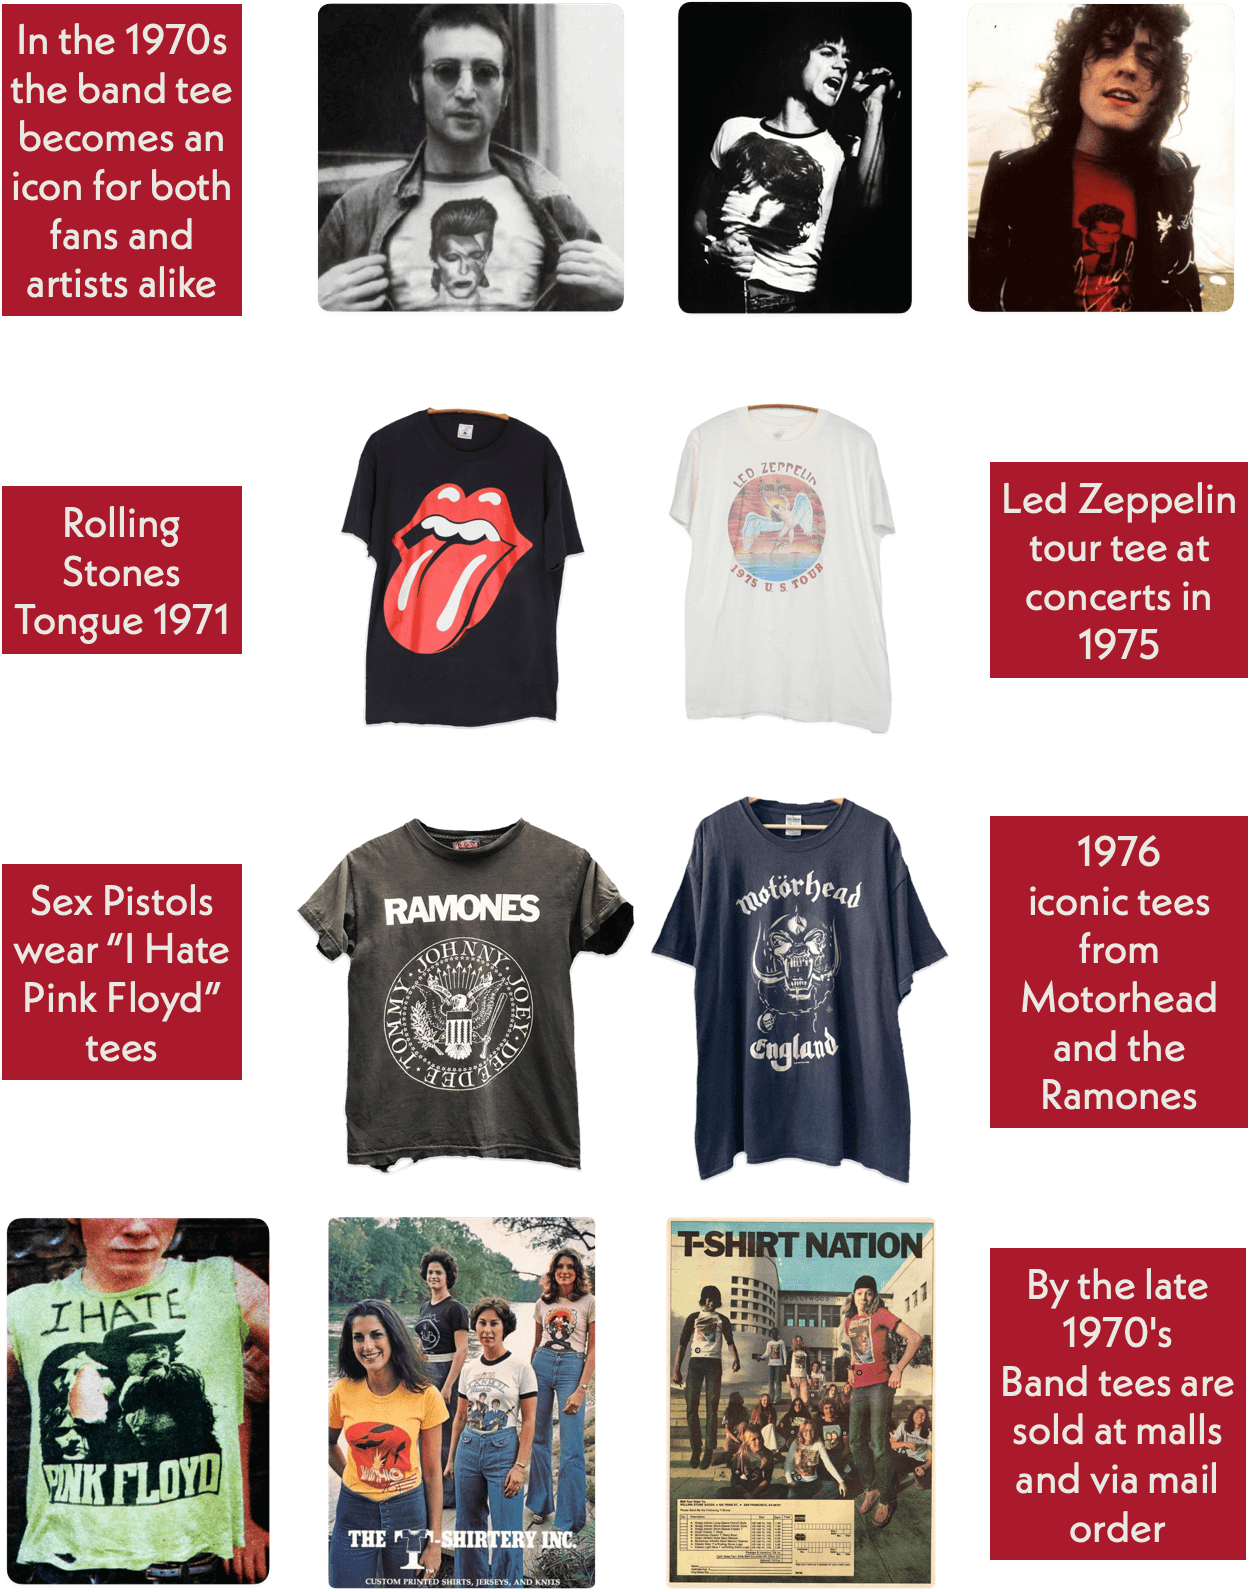 In the 1970s
the band tee
becomes an
icon for both
fans and
artists alike
Rolling
Stones
Tongue 1971
LED ZEPPELIN
1975 U.S. TOUR
Led Zeppelin
tour tee at
concerts in
1975
Sex Pistols
wear “I Hate
Pink Floyd”
tees
RAMONES
JOHNNY · JOEY · DEE DEE · TOMMY
motörhead
England
1976
iconic tees
from
Motorhead
and the
Ramones
I HATE
PINK FLOYD
THE T-SHIRTERY INC.
CUSTOM PRINTED SHIRTS, JERSEYS, AND KNITS
T-SHIRT NATION
By the late
1970's
Band tees are
sold at malls
and via mail
order